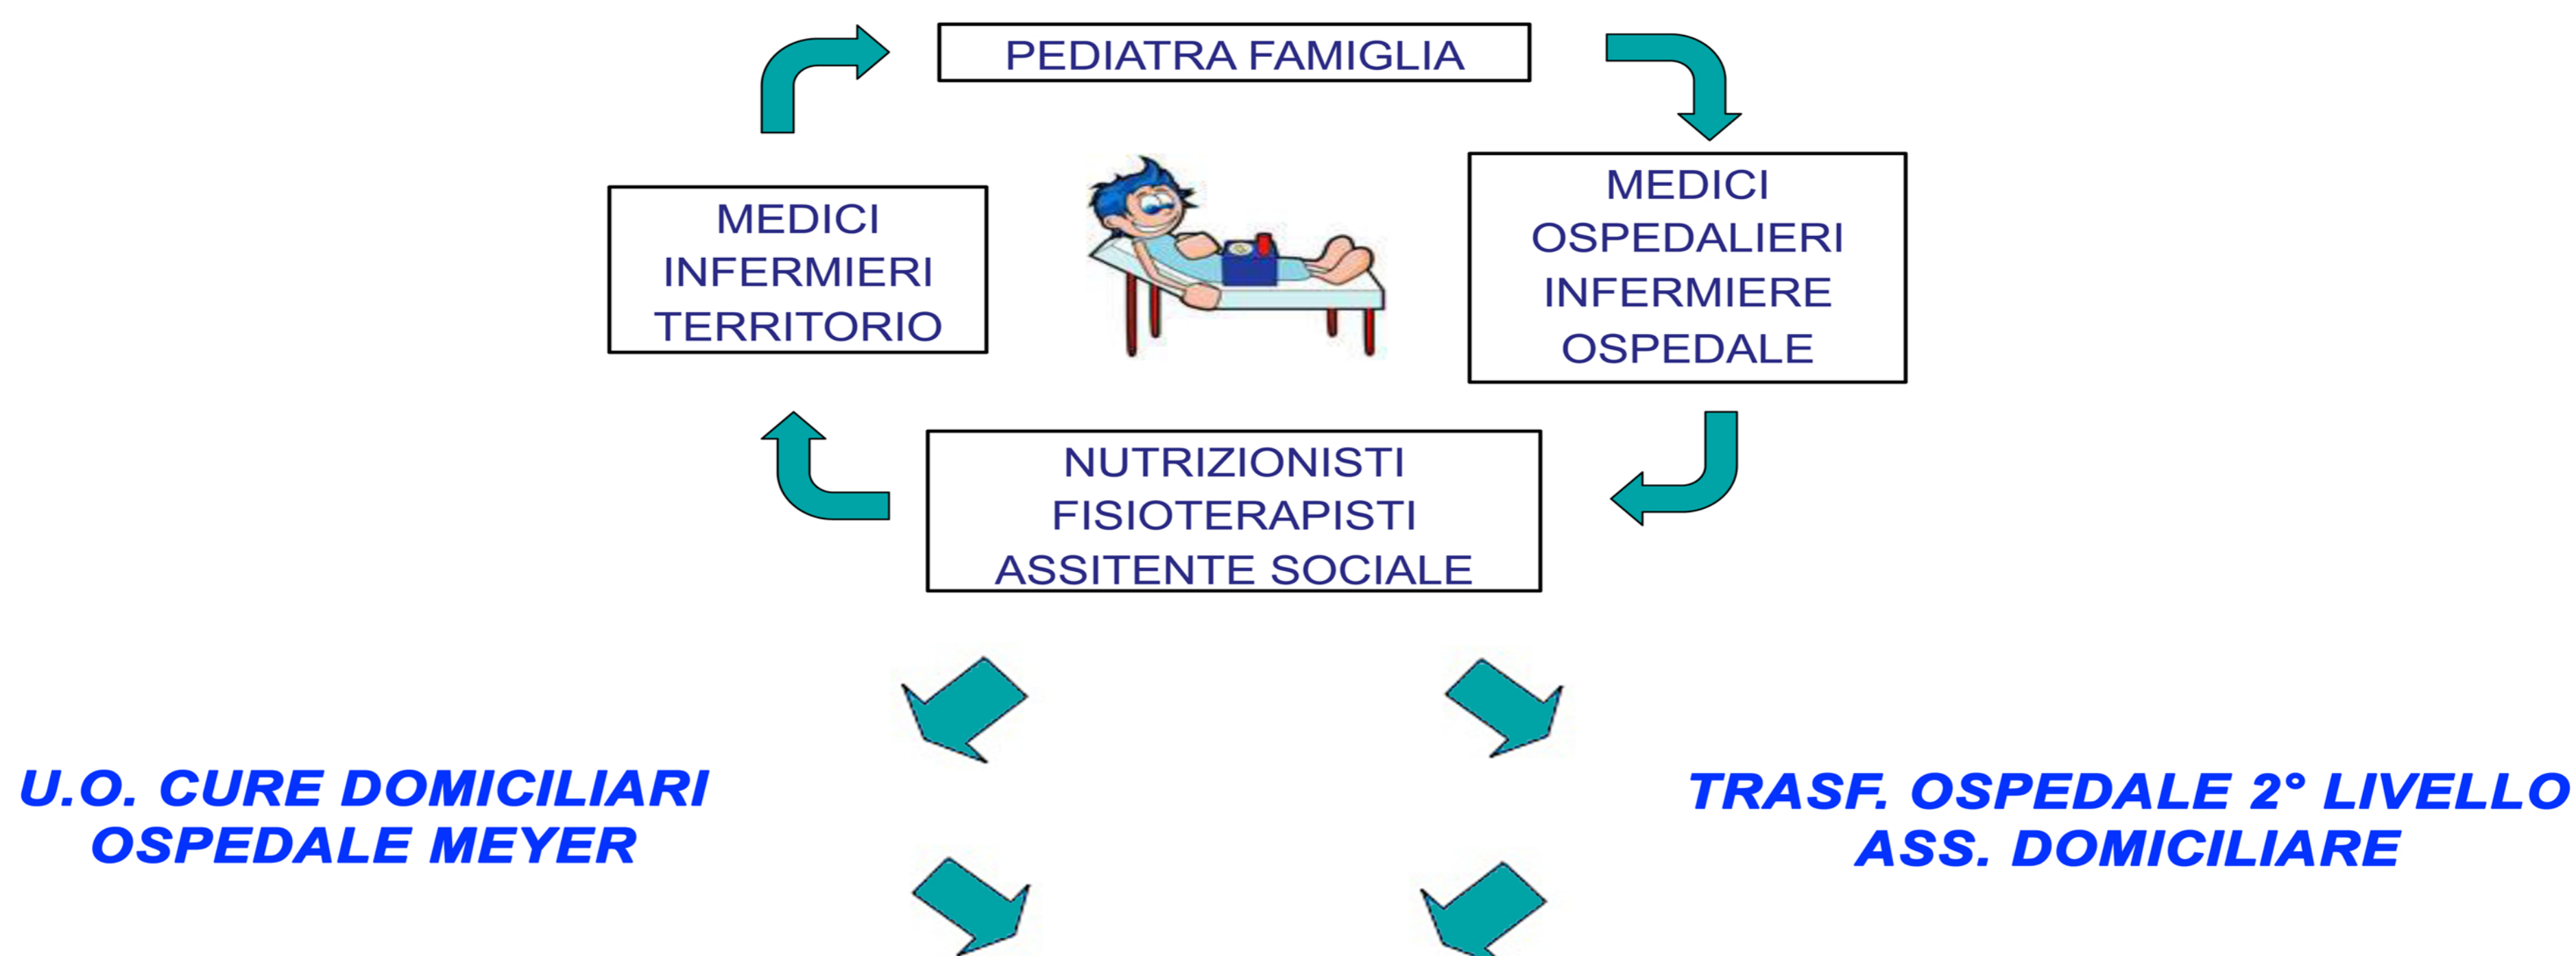 PEDIATRA FAMIGLIA
MEDICI
INFERMIERI
TERRITORIO
MEDICI
OSPEDALIERI
INFERMIERE
OSPEDALE
NUTRIZIONISTI
FISIOTERAPISTI
ASSITENTE SOCIALE
U.O. CURE DOMICILIARI
OSPEDALE MEYER
TRASF. OSPEDALE 2° LIVELLO
ASS. DOMICILIARE